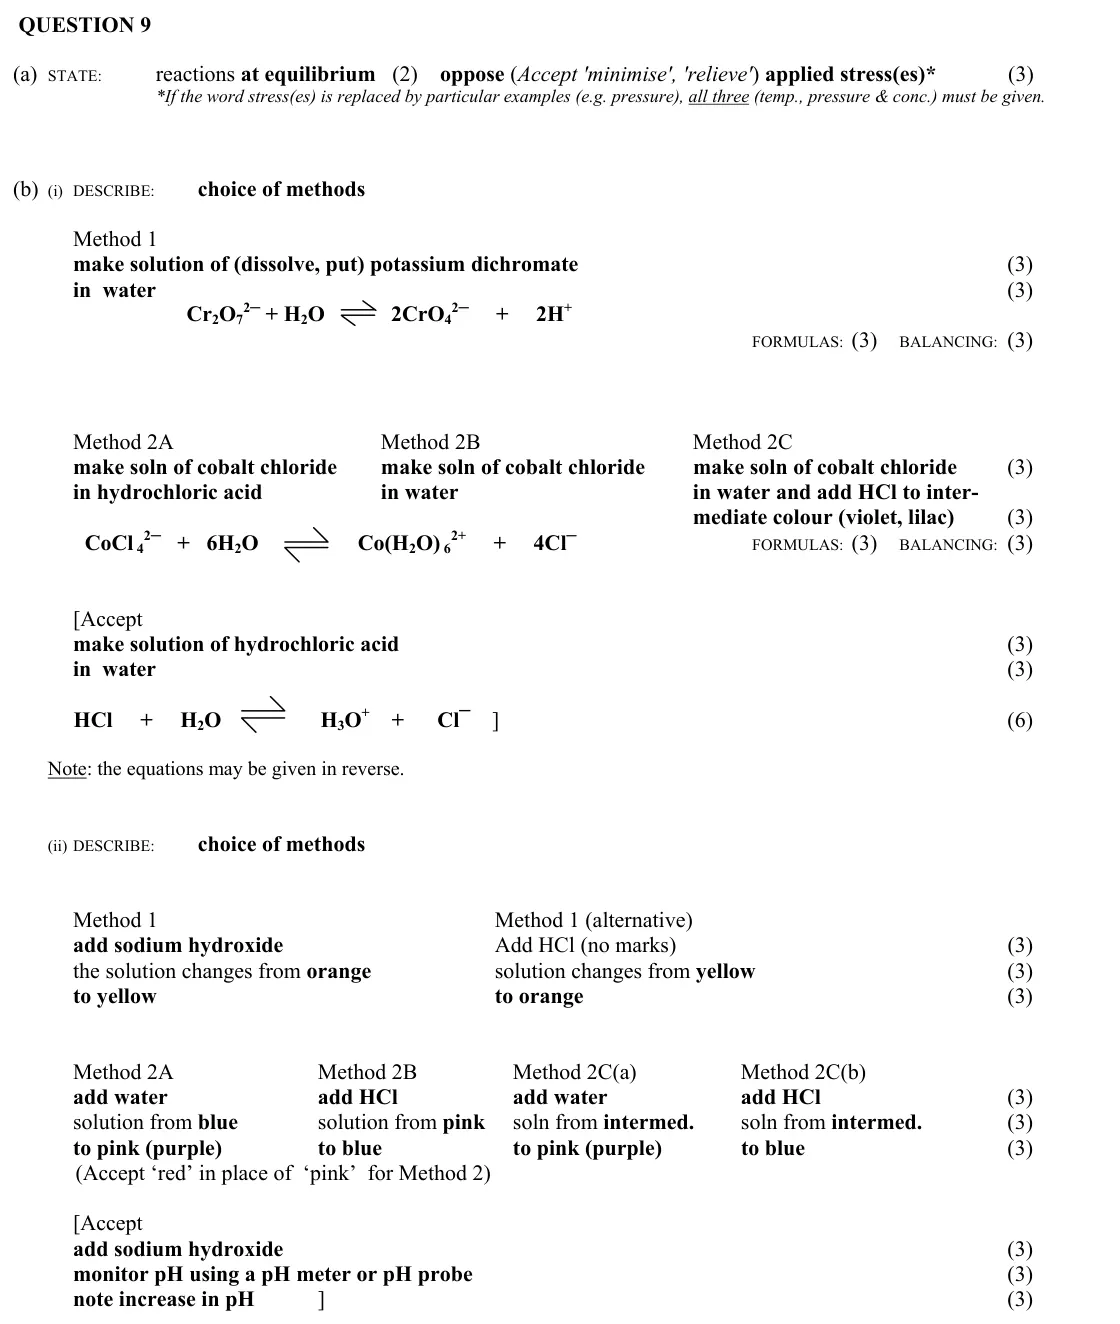 QUESTION 9
(a) STATE: reactions at equilibrium (2) oppose (Accept 'minimise', 'relieve') applied stress(es)* (3)
*If the word stress(es) is replaced by particular examples (e.g. pressure), all three (temp., pressure & conc.) must be given.
(b) (i) DESCRIBE: choice of methods
Method 1
make solution of (dissolve, put) potassium dichromate (3)
in water (3)
Cr₂O₇²⁻ + H₂O ⇌ 2CrO₄²⁻ + 2H⁺
FORMULAS: (3) BALANCING: (3)
Method 2A Method 2B Method 2C
make soln of cobalt chloride make soln of cobalt chloride make soln of cobalt chloride (3)
in hydrochloric acid in water in water and add HCl to inter-
mediate colour (violet, lilac) (3)
CoCl₄²⁻ + 6H₂O ⇌ Co(H₂O)₆²⁺ + 4Cl⁻ FORMULAS: (3) BALANCING: (3)
[Accept
make solution of hydrochloric acid (3)
in water (3)
HCl + H₂O ⇌ H₃O⁺ + Cl⁻ ] (6)
Note: the equations may be given in reverse.
(ii) DESCRIBE: choice of methods
Method 1 Method 1 (alternative)
add sodium hydroxide Add HCl (no marks) (3)
the solution changes from orange solution changes from yellow (3)
to yellow to orange (3)
Method 2A Method 2B Method 2C(a) Method 2C(b)
add water add HCl add water add HCl (3)
solution from blue solution from pink soln from intermed. soln from intermed. (3)
to pink (purple) to blue to pink (purple) to blue (3)
(Accept ‘red’ in place of ‘pink’ for Method 2)
[Accept
add sodium hydroxide (3)
monitor pH using a pH meter or pH probe (3)
note increase in pH ] (3)